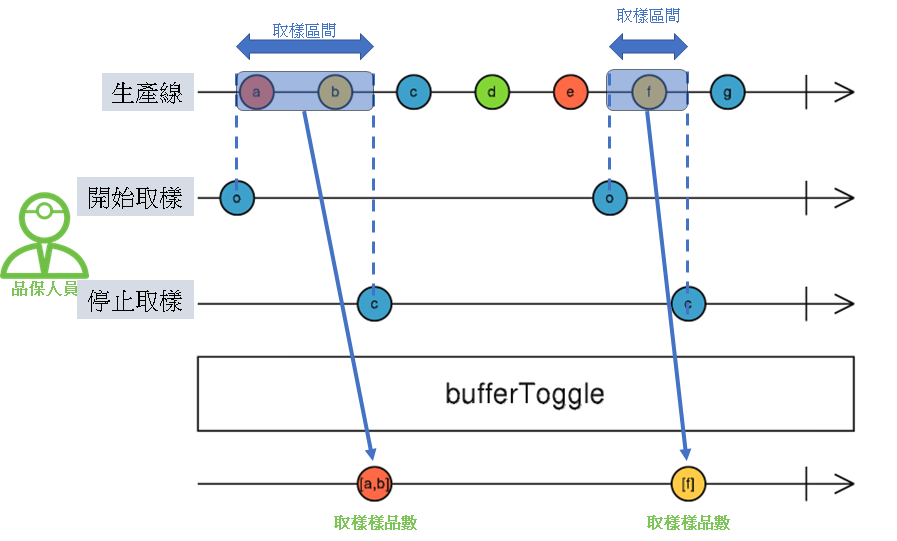 取樣區間
取樣區間
生產線
a b c d e f g
開始取樣
o o
品保人員
停止取樣
c c
bufferToggle
[a,b] [f]
取樣樣品數 取樣樣品數